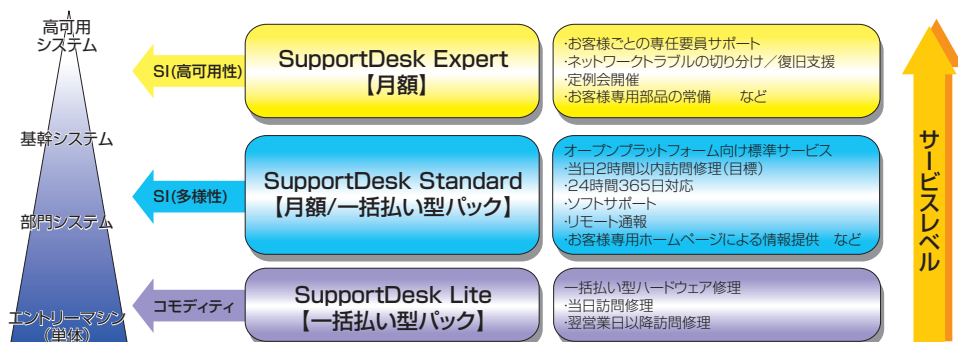 高可用
システム
基幹システム
部門システム
エントリーマシン
(単体)
SI(高可用性)
SupportDesk Expert
【月額】
･お客様ごとの専任要員サポート
･ネットワークトラブルの切り分け／復旧支援
･定例会開催
･お客様専用部品の常備　など
SI(多様性)
SupportDesk Standard
【月額/一括払い型パック】
オープンプラットフォーム向け標準サービス
･当日2時間以内訪問修理(目標)
･24時間365日対応
･ソフトサポート
･リモート通報
･お客様専用ホームページによる情報提供　など
コモディティ
SupportDesk Lite
【一括払い型パック】
一括払い型ハードウェア修理
･当日訪問修理
･翌営業日以降訪問修理
サービスレベル